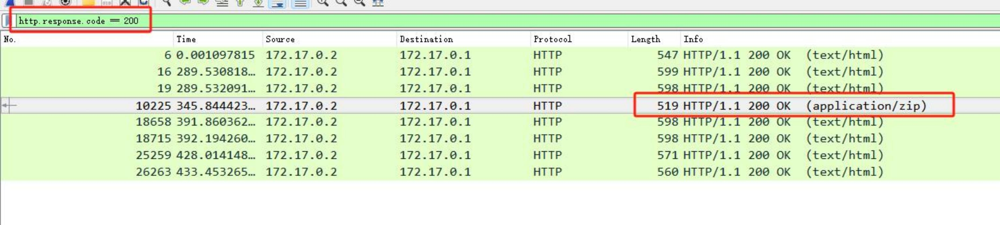 http.response.code == 200
No. Time Source Destination Protocol Length Info
6 0.001097815 172.17.0.2 172.17.0.1 HTTP 547 HTTP/1.1 200 OK (text/html)
16 289.530818… 172.17.0.2 172.17.0.1 HTTP 599 HTTP/1.1 200 OK (text/html)
19 289.532091… 172.17.0.2 172.17.0.1 HTTP 598 HTTP/1.1 200 OK (text/html)
10225 345.844423… 172.17.0.2 172.17.0.1 HTTP 519 HTTP/1.1 200 OK (application/zip)
18658 391.860362… 172.17.0.2 172.17.0.1 HTTP 598 HTTP/1.1 200 OK (text/html)
18715 392.194260… 172.17.0.2 172.17.0.1 HTTP 598 HTTP/1.1 200 OK (text/html)
25259 428.014148… 172.17.0.2 172.17.0.1 HTTP 571 HTTP/1.1 200 OK (text/html)
26263 433.453265… 172.17.0.2 172.17.0.1 HTTP 560 HTTP/1.1 200 OK (text/html)